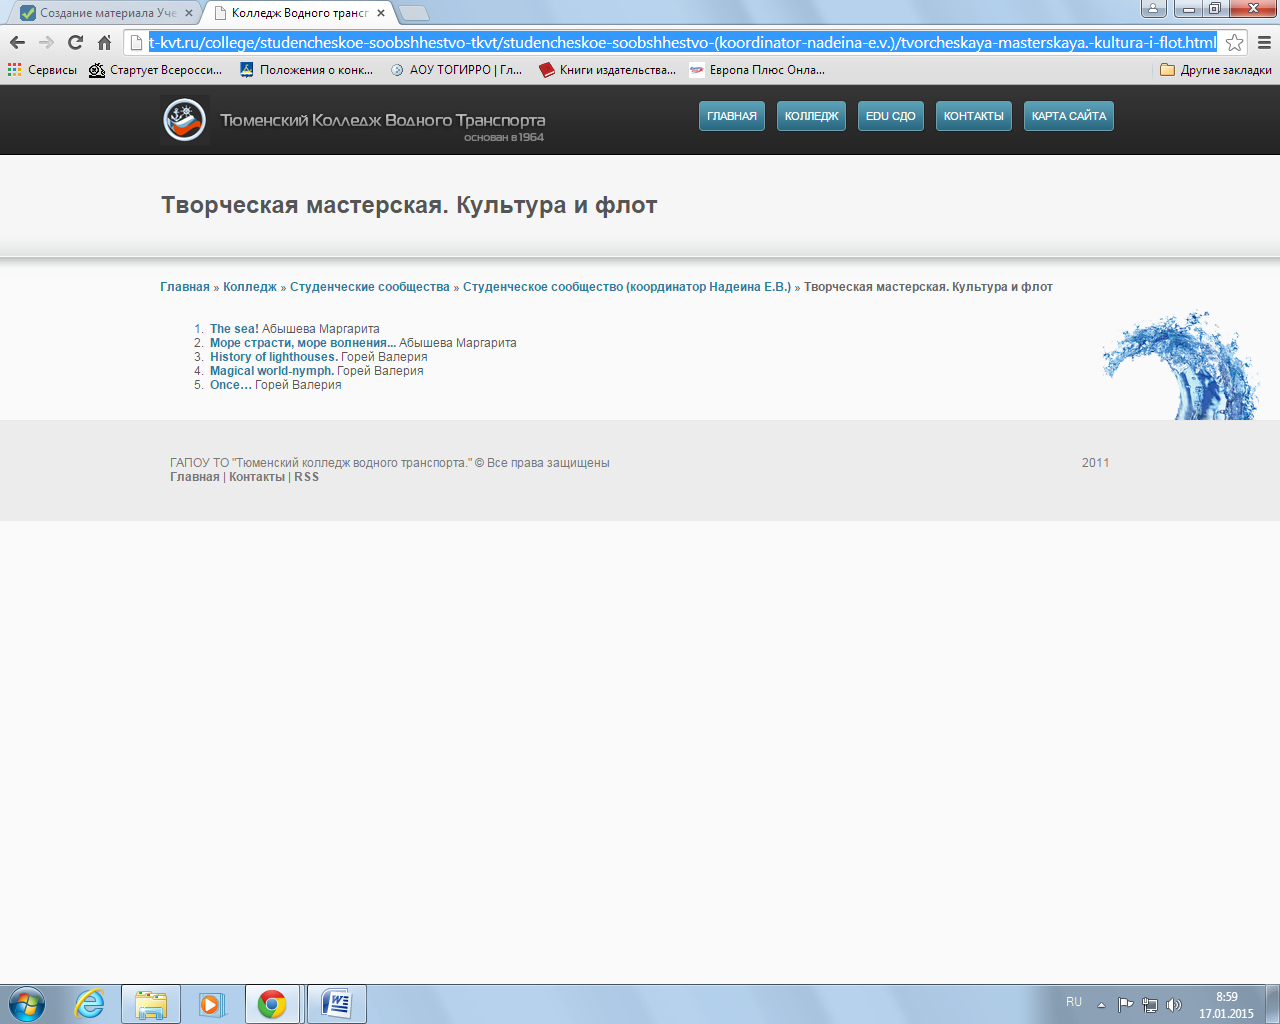 Создание материала Уче
Колледж Водного трансп
t-kvt.ru/college/studencheskoe-soobshhestvo-tkvt/studencheskoe-soobshhestvo-(koordinator-nadeina-e.v.)/tvorcheskaya-masterskaya.-kultura-i-flot.html
Сервисы Стартует Всеросси... Положения о конк... АОУ ТОГИРРО | Гл... Книги издательства... Европа Плюс Онла... Другие закладки
Тюменский Колледж Водного Транспорта
основан в 1964
ГЛАВНАЯ КОЛЛЕДЖ EDU СДО КОНТАКТЫ КАРТА САЙТА
Творческая мастерская. Культура и флот
Главная » Колледж » Студенческие сообщества » Студенческое сообщество (координатор Надеина Е.В.) » Творческая мастерская. Культура и флот
1. The sea! Абышева Маргарита
2. Море страсти, море волнения... Абышева Маргарита
3. History of lighthouses. Горей Валерия
4. Magical world-nymph. Горей Валерия
5. Once… Горей Валерия
ГАПОУ ТО "Тюменский колледж водного транспорта." © Все права защищены 2011
Главная | Контакты | RSS
RU 8:59
17.01.2015